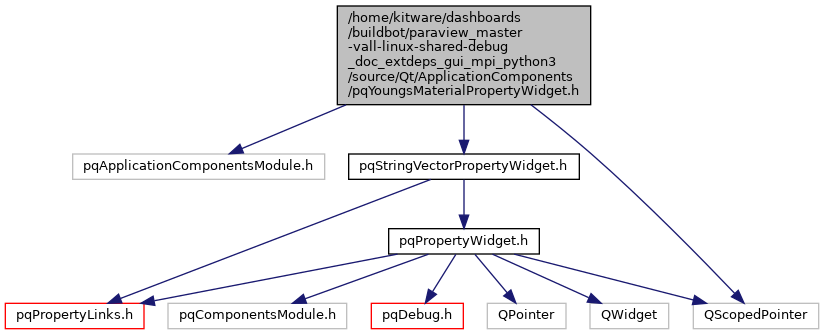 /home/kitware/dashboards
/buildbot/paraview_master
-vall-linux-shared-debug
_doc_extdeps_gui_mpi_python3
/source/Qt/ApplicationComponents
/pqYoungsMaterialPropertyWidget.h
pqApplicationComponentsModule.h
pqStringVectorPropertyWidget.h
pqPropertyWidget.h
pqPropertyLinks.h
pqComponentsModule.h
pqDebug.h
QPointer
QWidget
QScopedPointer